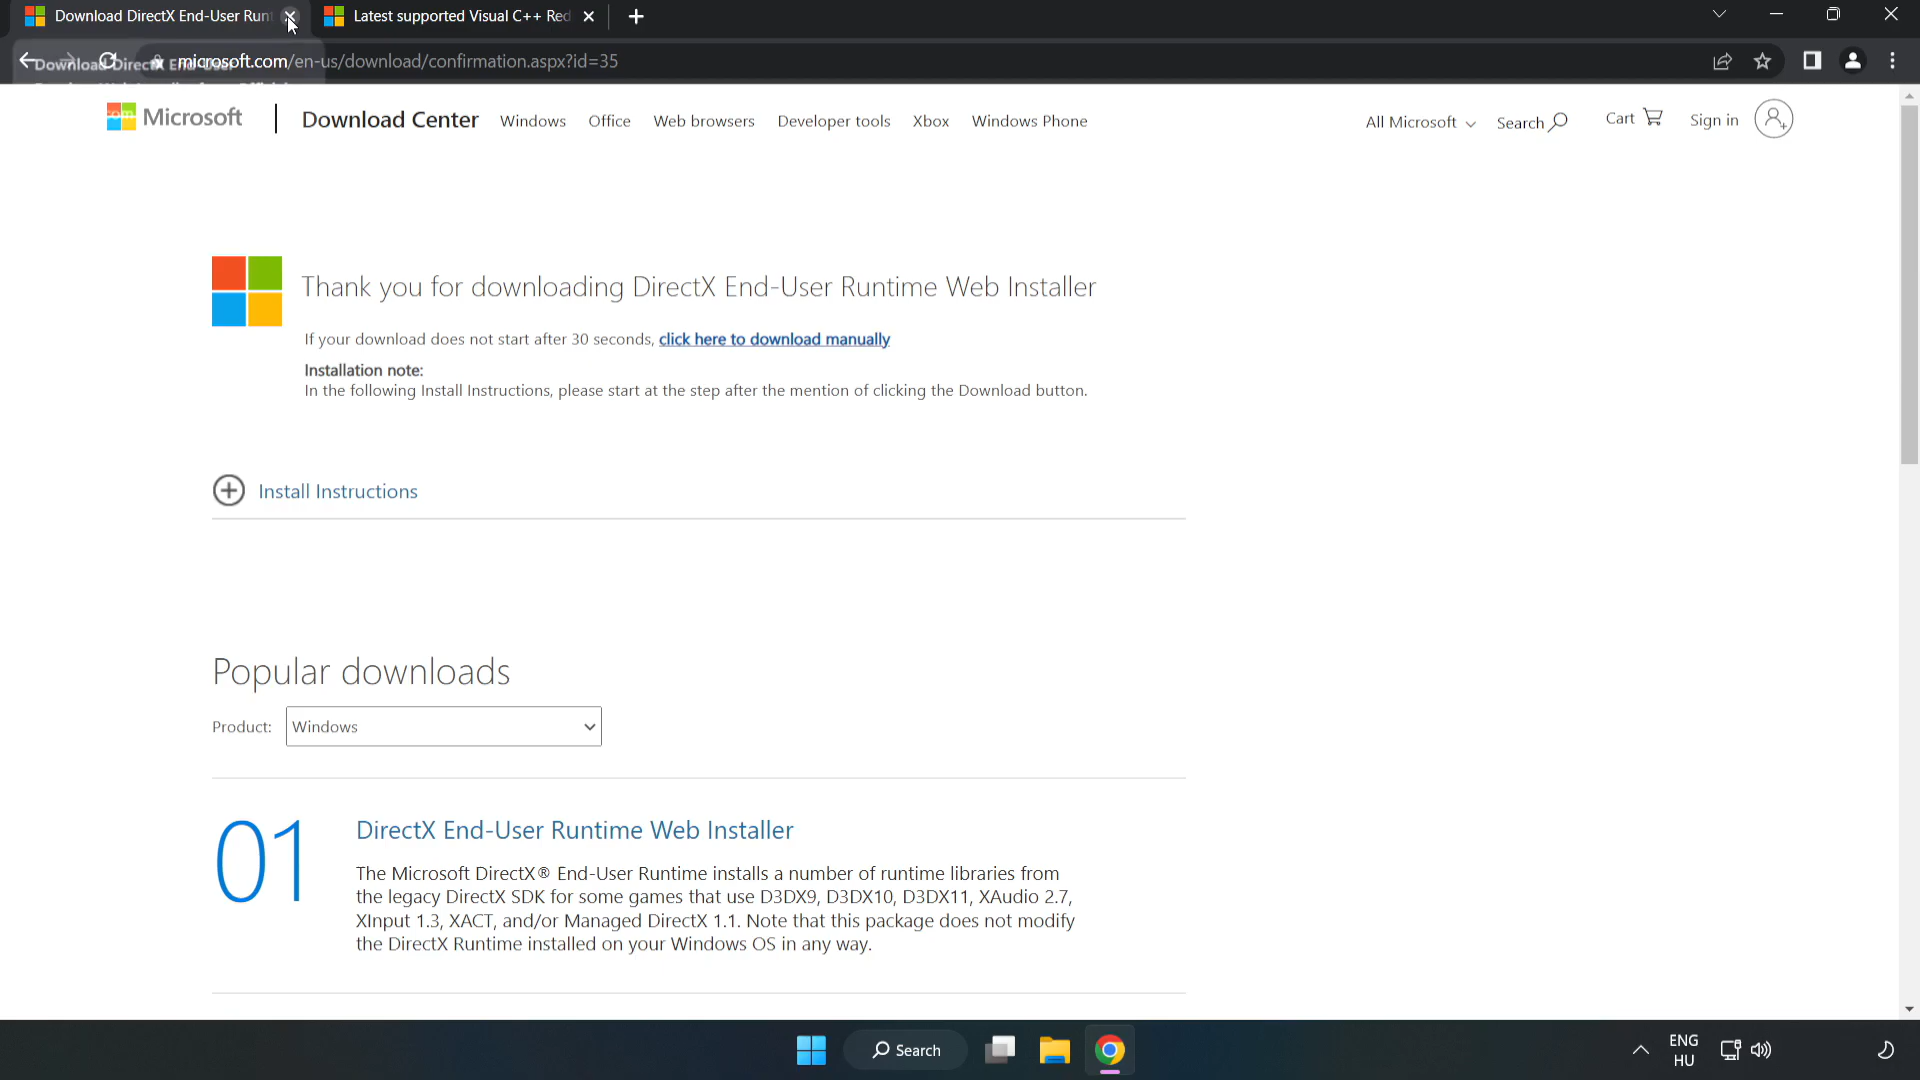 Download DirectX End-User Runt
Latest supported Visual C++ Red
microsoft.com/en-us/download/confirmation.aspx?id=35
Download DirectX End-User
Microsoft
Download Center
Windows
Office
Web browsers
Developer tools
Xbox
Windows Phone
All Microsoft
Search
Cart
Sign in
Thank you for downloading DirectX End-User Runtime Web Installer
If your download does not start after 30 seconds, click here to download manually
Installation note:
In the following Install Instructions, please start at the step after the mention of clicking the Download button.
Install Instructions
Popular downloads
Product:
Windows
01
DirectX End-User Runtime Web Installer
The Microsoft DirectX® End-User Runtime installs a number of runtime libraries from
the legacy DirectX SDK for some games that use D3DX9, D3DX10, D3DX11, XAudio 2.7,
XInput 1.3, XACT, and/or Managed DirectX 1.1. Note that this package does not modify
the DirectX Runtime installed on your Windows OS in any way.
Search
ENG
HU